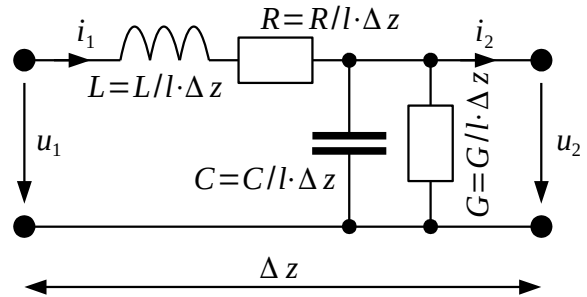 i₁
R=R/l·Δz
i₂
L=L/l·Δz
u₁
C=C/l·Δz
G=G/l·Δz
u₂
Δz